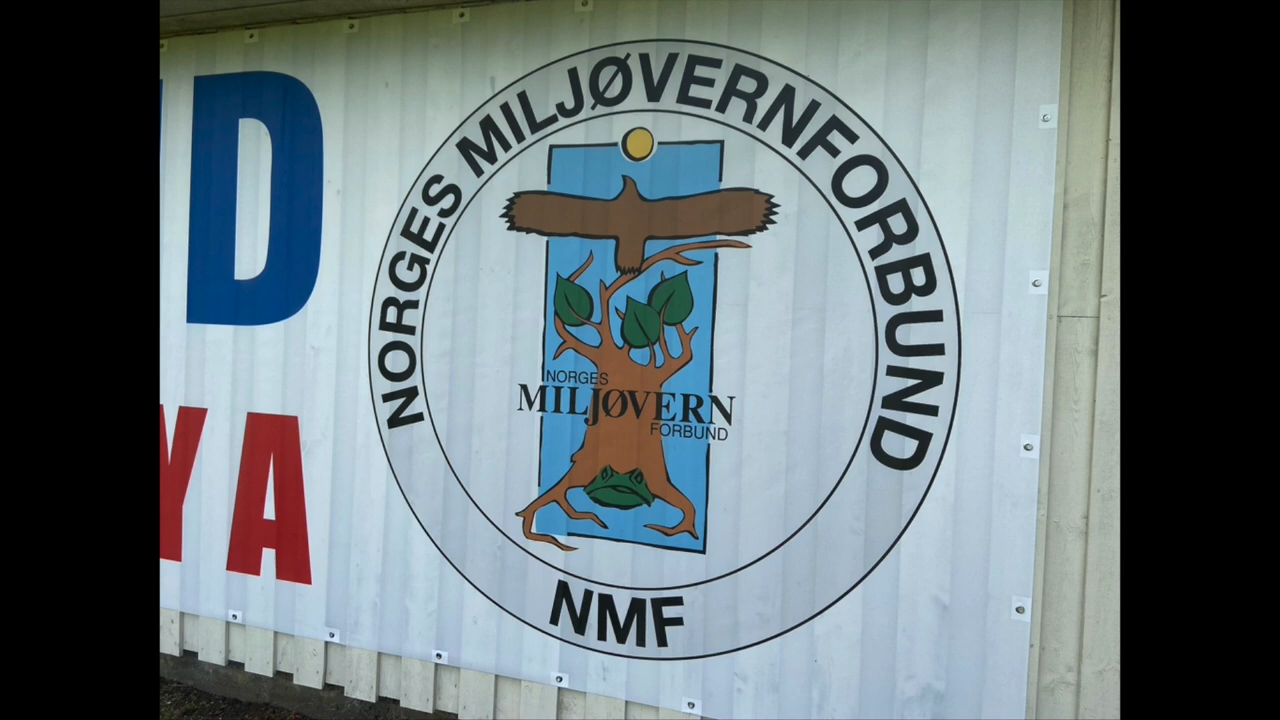 D
YA
NORGES MILJØVERNFORBUND
NORGES
MILJØVERN
FORBUND
NMF